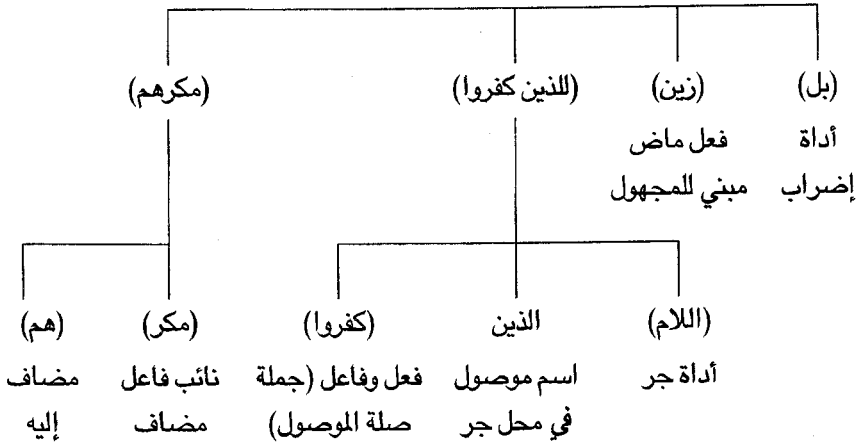 (بل) (زين) (للذين كفروا) (مكرهم)
أداة فعل ماض
إضراب مبني للمجهول
(اللام) الذين (كفروا) (مكر) (هم)
أداة جر اسم موصول فعل وفاعل (جملة نائب فاعل مضاف
في محل جر صلة الموصول) مضاف إليه